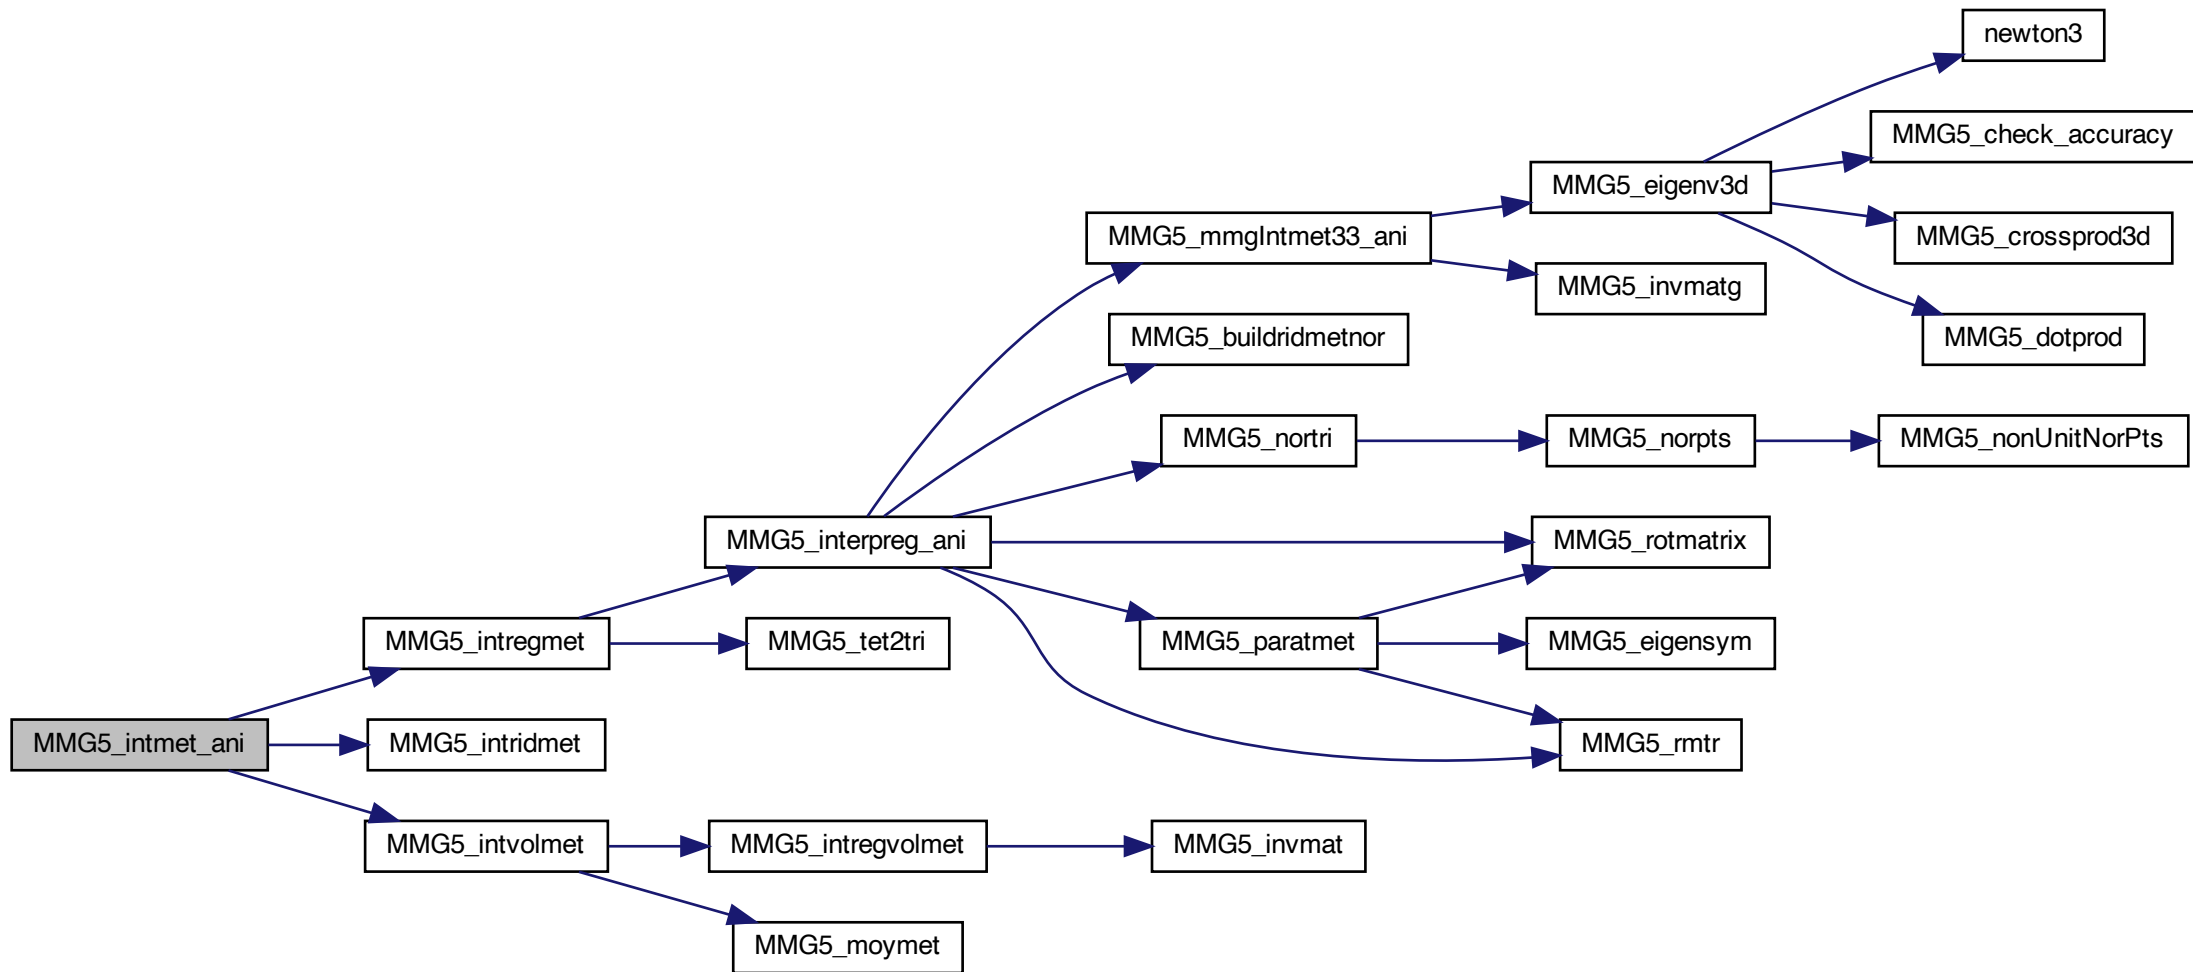 newton3
MMG5_check_accuracy
MMG5_eigenv3d
MMG5_mmgIntmet33_ani
MMG5_crossprod3d
MMG5_invmatg
MMG5_buildridmetnor
MMG5_dotprod
MMG5_nortri
MMG5_norpts
MMG5_nonUnitNorPts
MMG5_interpreg_ani
MMG5_rotmatrix
MMG5_intregmet
MMG5_tet2tri
MMG5_paratmet
MMG5_eigensym
MMG5_intmet_ani
MMG5_intridmet
MMG5_rmtr
MMG5_intvolmet
MMG5_intregvolmet
MMG5_invmat
MMG5_moymet